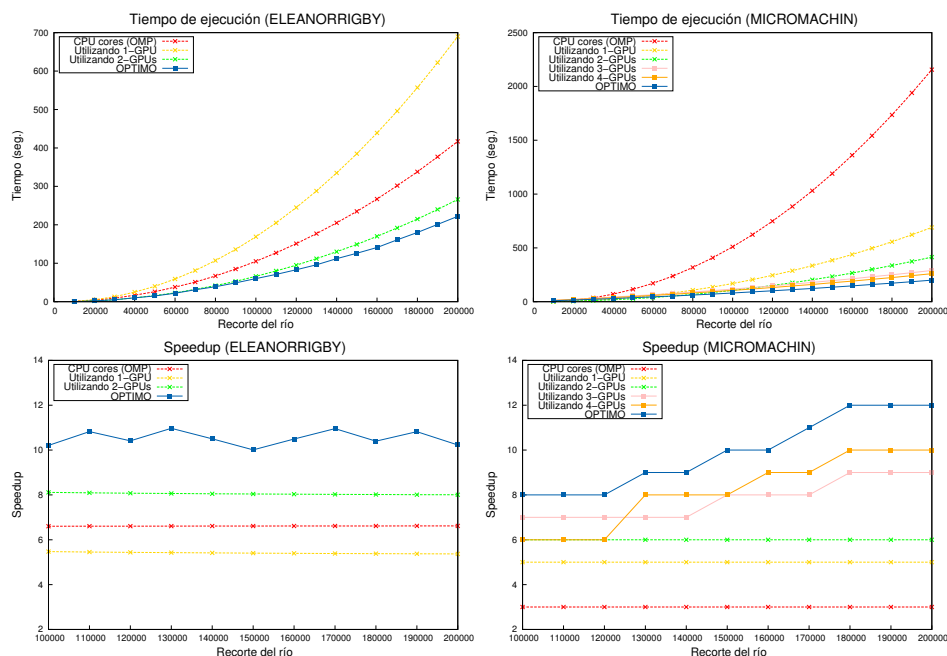 Tiempo de ejecución (ELEANORRIGBY)
700
600
500
400
300
200
100
0
Tiempo (seg.)
CPU cores (OMP)
Utilizando 1-GPU
Utilizando 2-GPUs
OPTIMO
0 20000 40000 60000 80000 100000 120000 140000 160000 180000 200000
Recorte del río
Tiempo de ejecución (MICROMACHIN)
2500
2000
1500
1000
500
0
Tiempo (seg.)
CPU cores (OMP)
Utilizando 1-GPU
Utilizando 2-GPUs
Utilizando 3-GPUs
Utilizando 4-GPUs
OPTIMO
0 20000 40000 60000 80000 100000 120000 140000 160000 180000 200000
Recorte del río
Speedup (ELEANORRIGBY)
14
12
10
8
6
4
2
Speedup
CPU cores (OMP)
Utilizando 1-GPU
Utilizando 2-GPUs
OPTIMO
100000 110000 120000 130000 140000 150000 160000 170000 180000 190000 200000
Recorte del río
Speedup (MICROMACHIN)
14
12
10
8
6
4
2
Speedup
CPU cores (OMP)
Utilizando 1-GPU
Utilizando 2-GPUs
Utilizando 3-GPUs
Utilizando 4-GPUs
OPTIMO
100000 110000 120000 130000 140000 150000 160000 170000 180000 190000 200000
Recorte del río